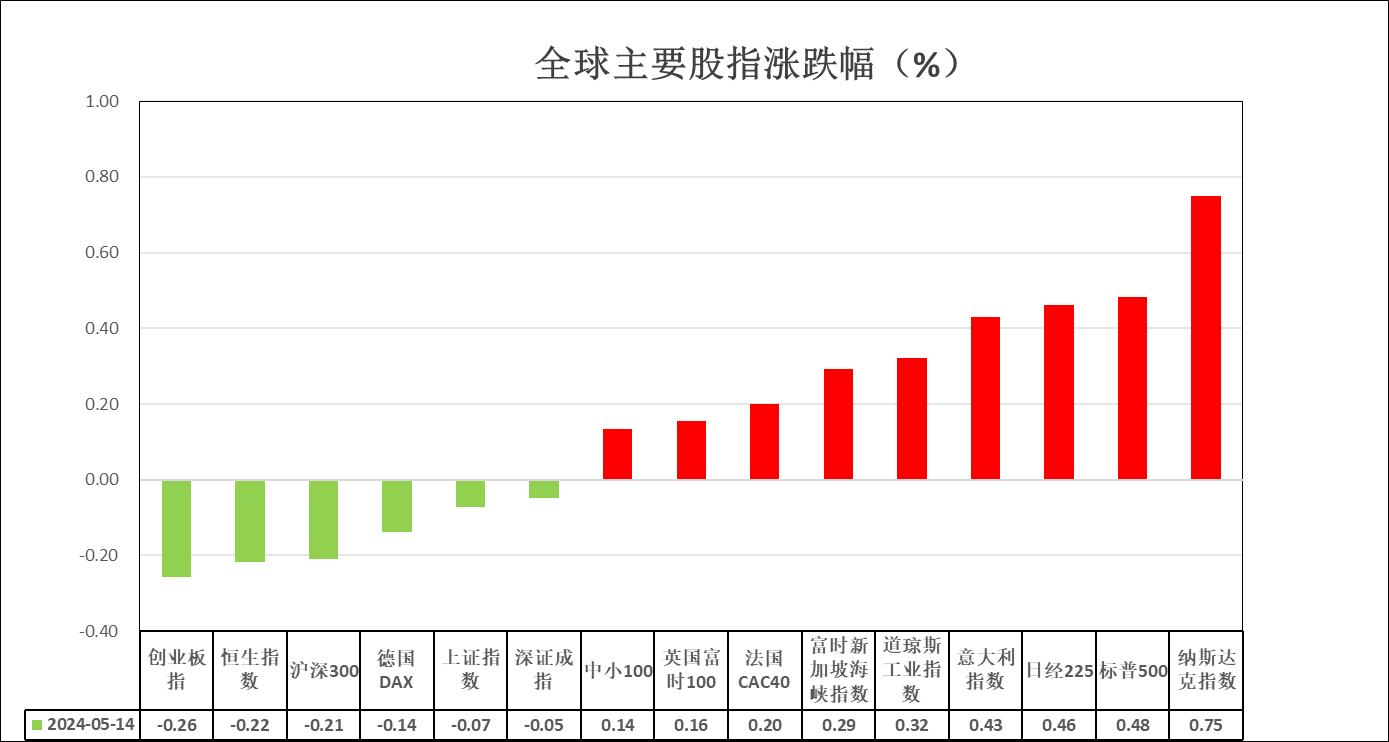 全球主要股指涨跌幅（%）
1.00
0.80
0.60
0.40
0.20
0.00
-0.20
-0.40
创业板
指
恒生指
数
沪深300
德国
DAX
上证指
数
深证成
指
中小100
英国富
时100
法国
CAC40
富时新
加坡海
峡指数
道琼斯
工业指
数
意大利
指数
日经225
标普500
纳斯达
克指数
2024-05-14 -0.26 -0.22 -0.21 -0.14 -0.07 -0.05 0.14 0.16 0.20 0.29 0.32 0.43 0.46 0.48 0.75